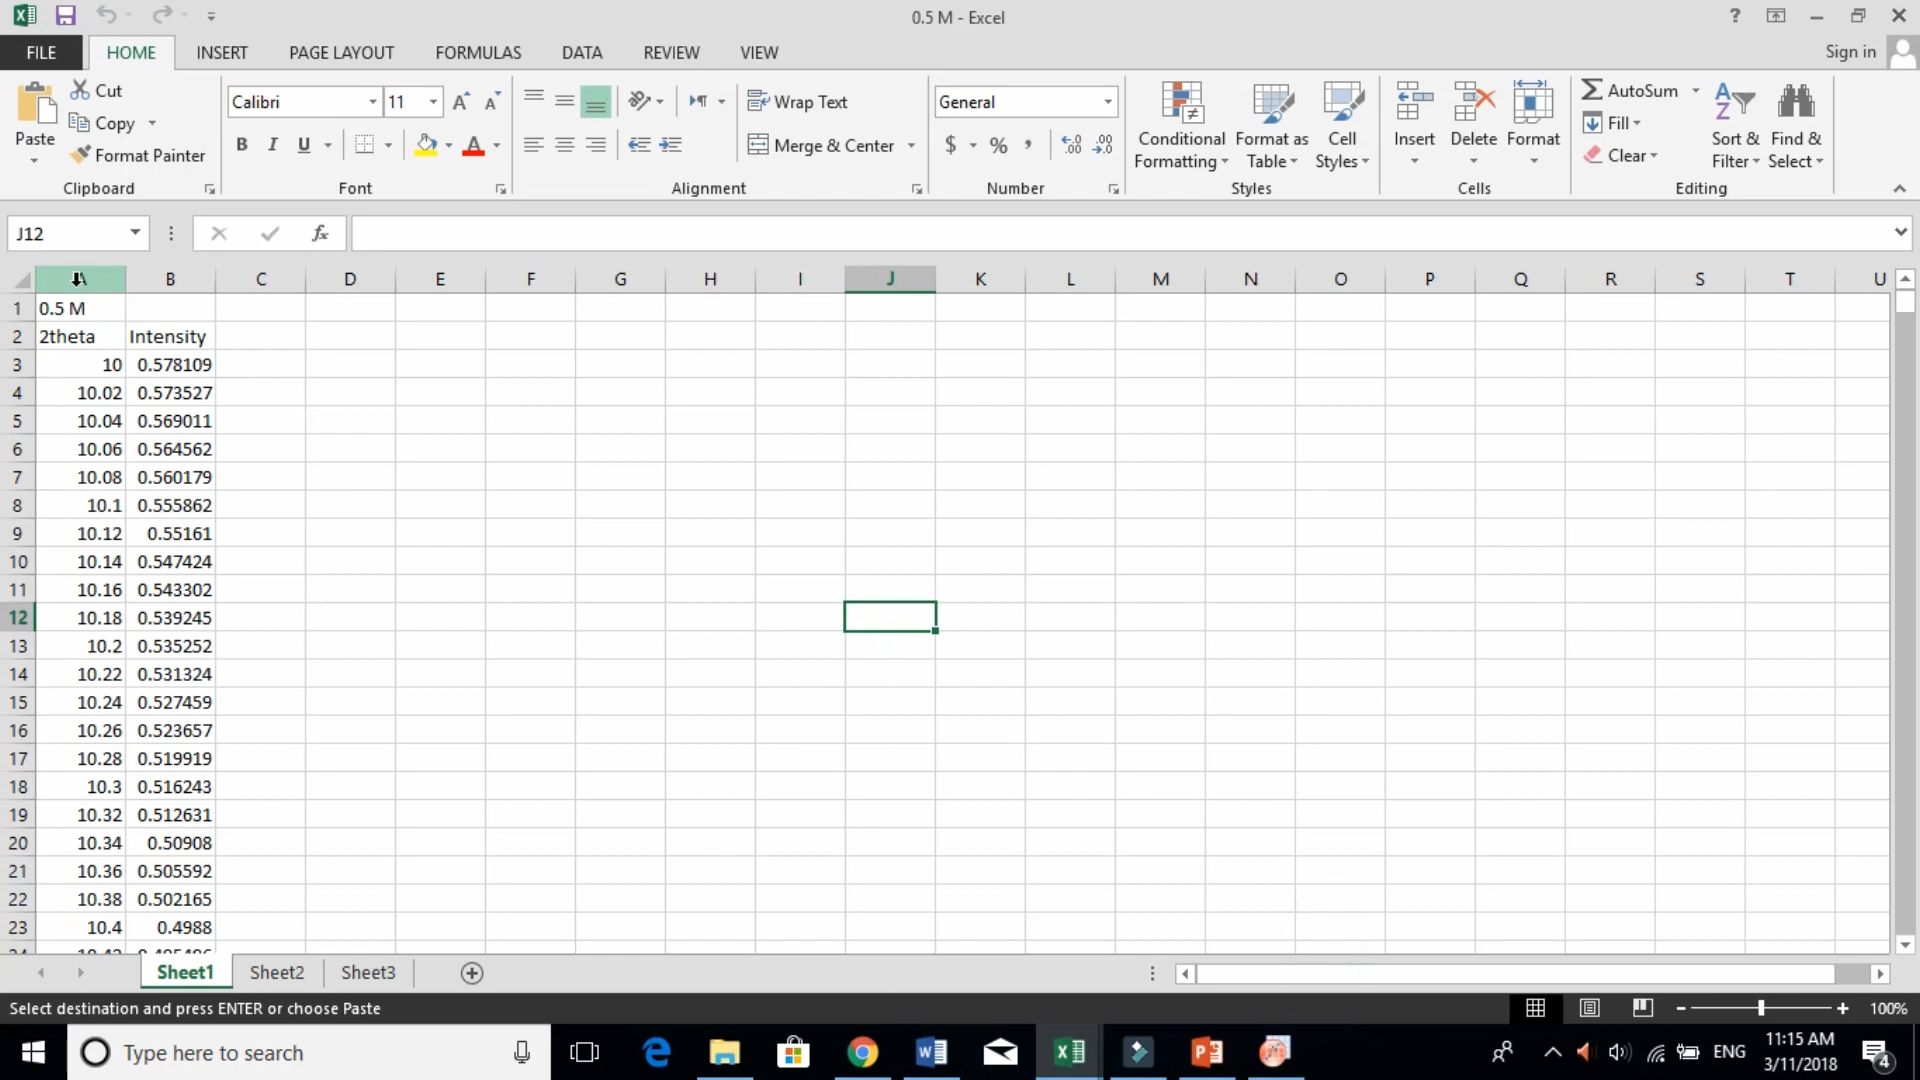 0.5 M - Excel
?
FILE HOME INSERT PAGE LAYOUT FORMULAS DATA REVIEW VIEW
Sign in
Paste
Cut
Copy
Format Painter
Clipboard
Calibri 11
B I U
Font
Wrap Text
Merge & Center
Alignment
General
$ % ,
Number
Conditional Formatting
Format as Table
Cell Styles
Styles
Insert Delete Format
Cells
AutoSum
Fill
Clear
Sort & Filter
Find & Select
Editing
J12 fx
A B C D E F G H I J K L M N O P Q R S T U
1 0.5 M
2 2theta Intensity
3 10 0.578109
4 10.02 0.573527
5 10.04 0.569011
6 10.06 0.564562
7 10.08 0.560179
8 10.1 0.555862
9 10.12 0.55161
10 10.14 0.547424
11 10.16 0.543302
12 10.18 0.539245
13 10.2 0.535252
14 10.22 0.531324
15 10.24 0.527459
16 10.26 0.523657
17 10.28 0.519919
18 10.3 0.516243
19 10.32 0.512631
20 10.34 0.50908
21 10.36 0.505592
22 10.38 0.502165
23 10.4 0.4988
Sheet1 Sheet2 Sheet3
Select destination and press ENTER or choose Paste
100%
Type here to search
ENG
11:15 AM
3/11/2018
4